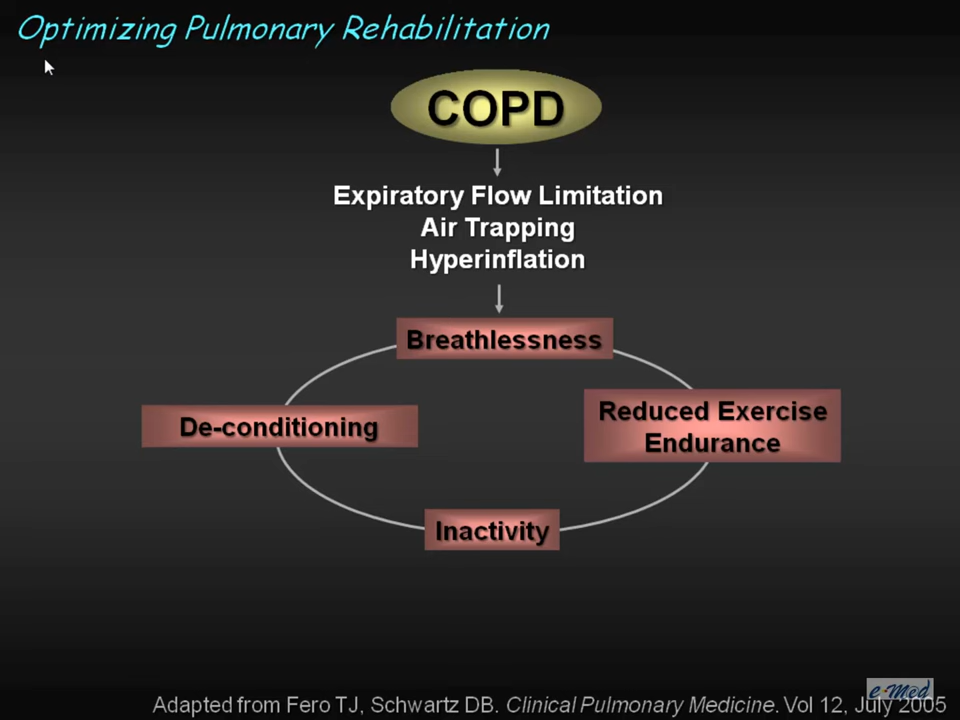 Optimizing Pulmonary Rehabilitation
COPD
Expiratory Flow Limitation
Air Trapping
Hyperinflation
Breathlessness
De-conditioning
Reduced Exercise
Endurance
Inactivity
e-Med
Adapted from Fero TJ, Schwartz DB. Clinical Pulmonary Medicine. Vol 12, July 2005